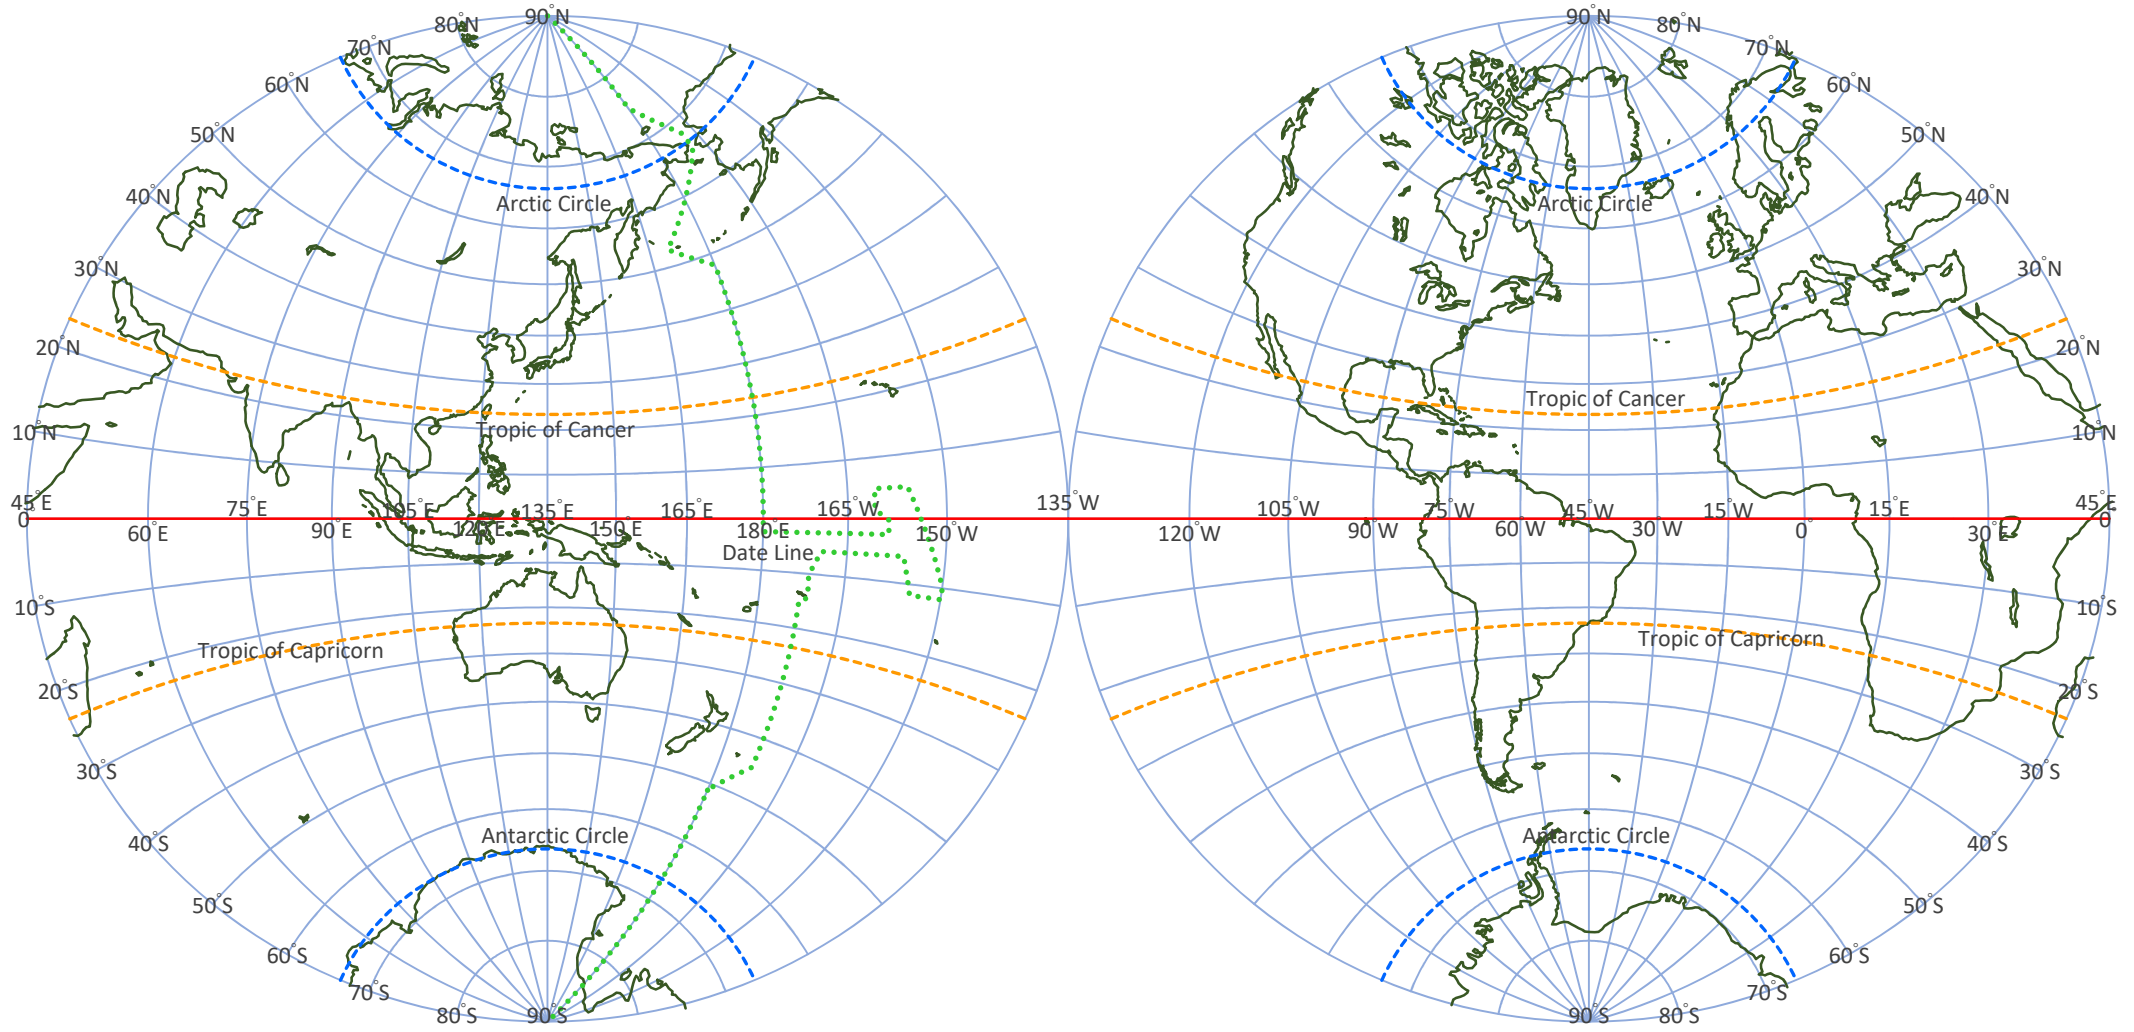 90°N
80°N
70°N
60°N
50°N
40°N
30°N
20°N
10°N
45°E
0°
60°E
75°E
90°E
105°E
120°E
135°E
150°E
165°E
180°E
165°W
150°W
135°W
Arctic Circle
Tropic of Cancer
Date Line
Tropic of Capricorn
Antarctic Circle
10°S
20°S
30°S
40°S
50°S
60°S
70°S
80°S
90°S
90°N
80°N
70°N
60°N
50°N
40°N
30°N
20°N
10°N
Arctic Circle
Tropic of Cancer
120°W
105°W
90°W
75°W
60°W
45°W
30°W
15°W
0°
15°E
30°E
45°E
0°
Tropic of Capricorn
Antarctic Circle
10°S
20°S
30°S
40°S
50°S
60°S
70°S
80°S
90°S